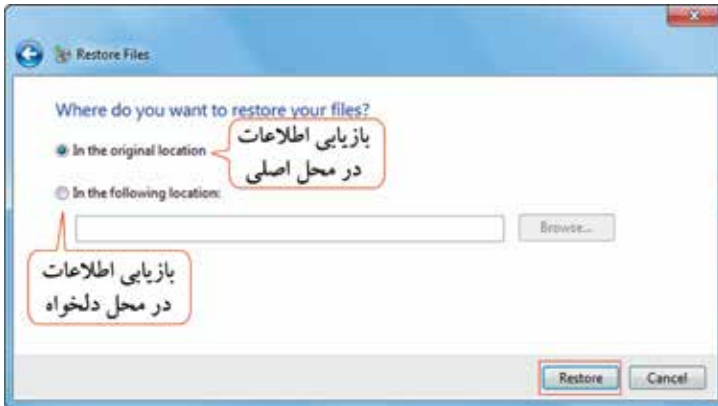 Restore Files
Where do you want to restore your files?
In the original location
بازیابی اطلاعات
در محل اصلی
In the following location:
Browse...
بازیابی اطلاعات
در محل دلخواه
Restore
Cancel